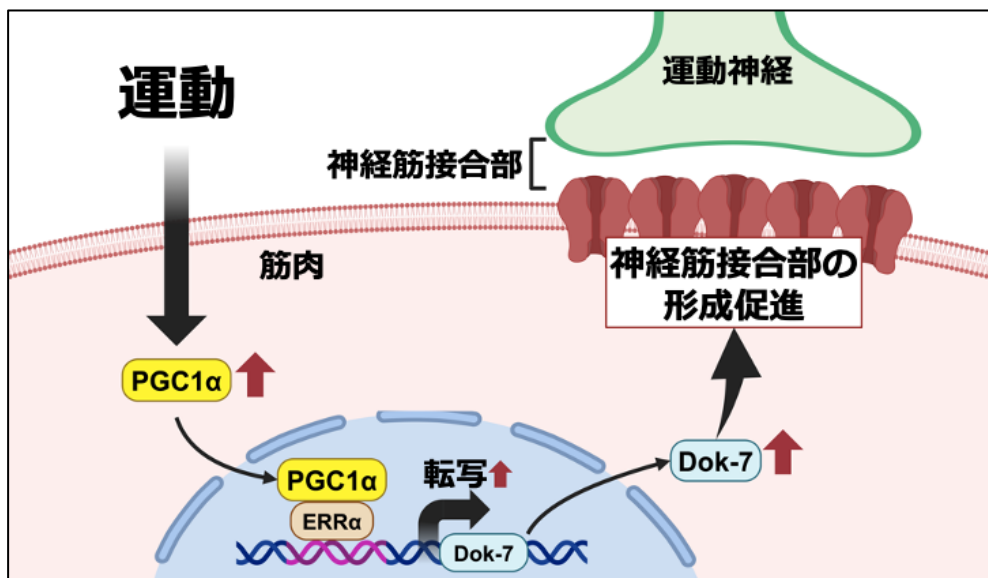 運動
運動神経
神経筋接合部
筋肉
神経筋接合部の
形成促進
PGC1α
PGC1α
ERRα
転写
Dok-7
Dok-7